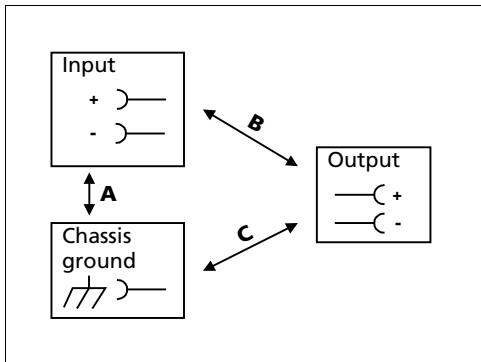 Input
+
-
B
Output
+
-
A
Chassis
ground
C